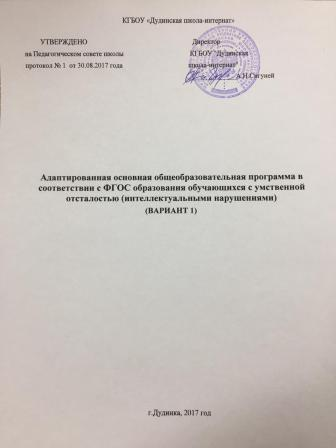 КГБОУ «Дудинская школа-интернат»
УТВЕРЖДЕНО Директор
на Педагогическом совете школы КГБОУ "Дудинская
протокол № 1 от 30.08.2017 года школа-интернат"
А.Н.Сигуней
Адаптированная основная общеобразовательная программа в
соответствии с ФГОС образования обучающихся с умственной
отсталостью (интеллектуальными нарушениями)
(ВАРИАНТ 1)
г.Дудинка, 2017 год